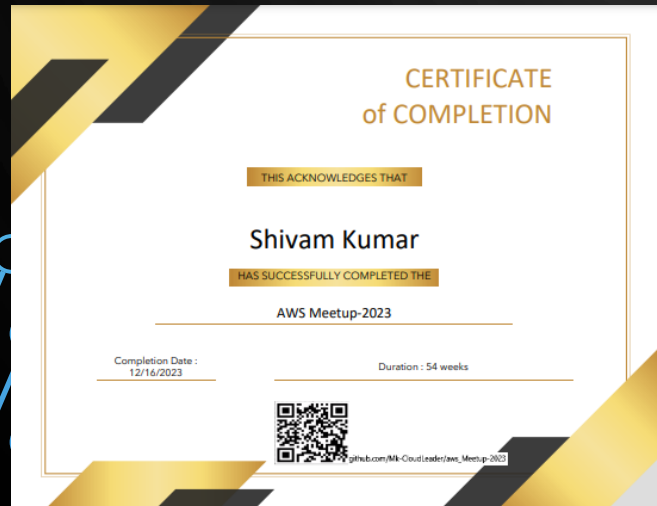 CERTIFICATE
of COMPLETION
THIS ACKNOWLEDGES THAT
Shivam Kumar
HAS SUCCESSFULLY COMPLETED THE
AWS Meetup-2023
Completion Date :
12/16/2023
Duration : 54 weeks
github.com/Mk-CloudLeader/aws_Meetup-2023